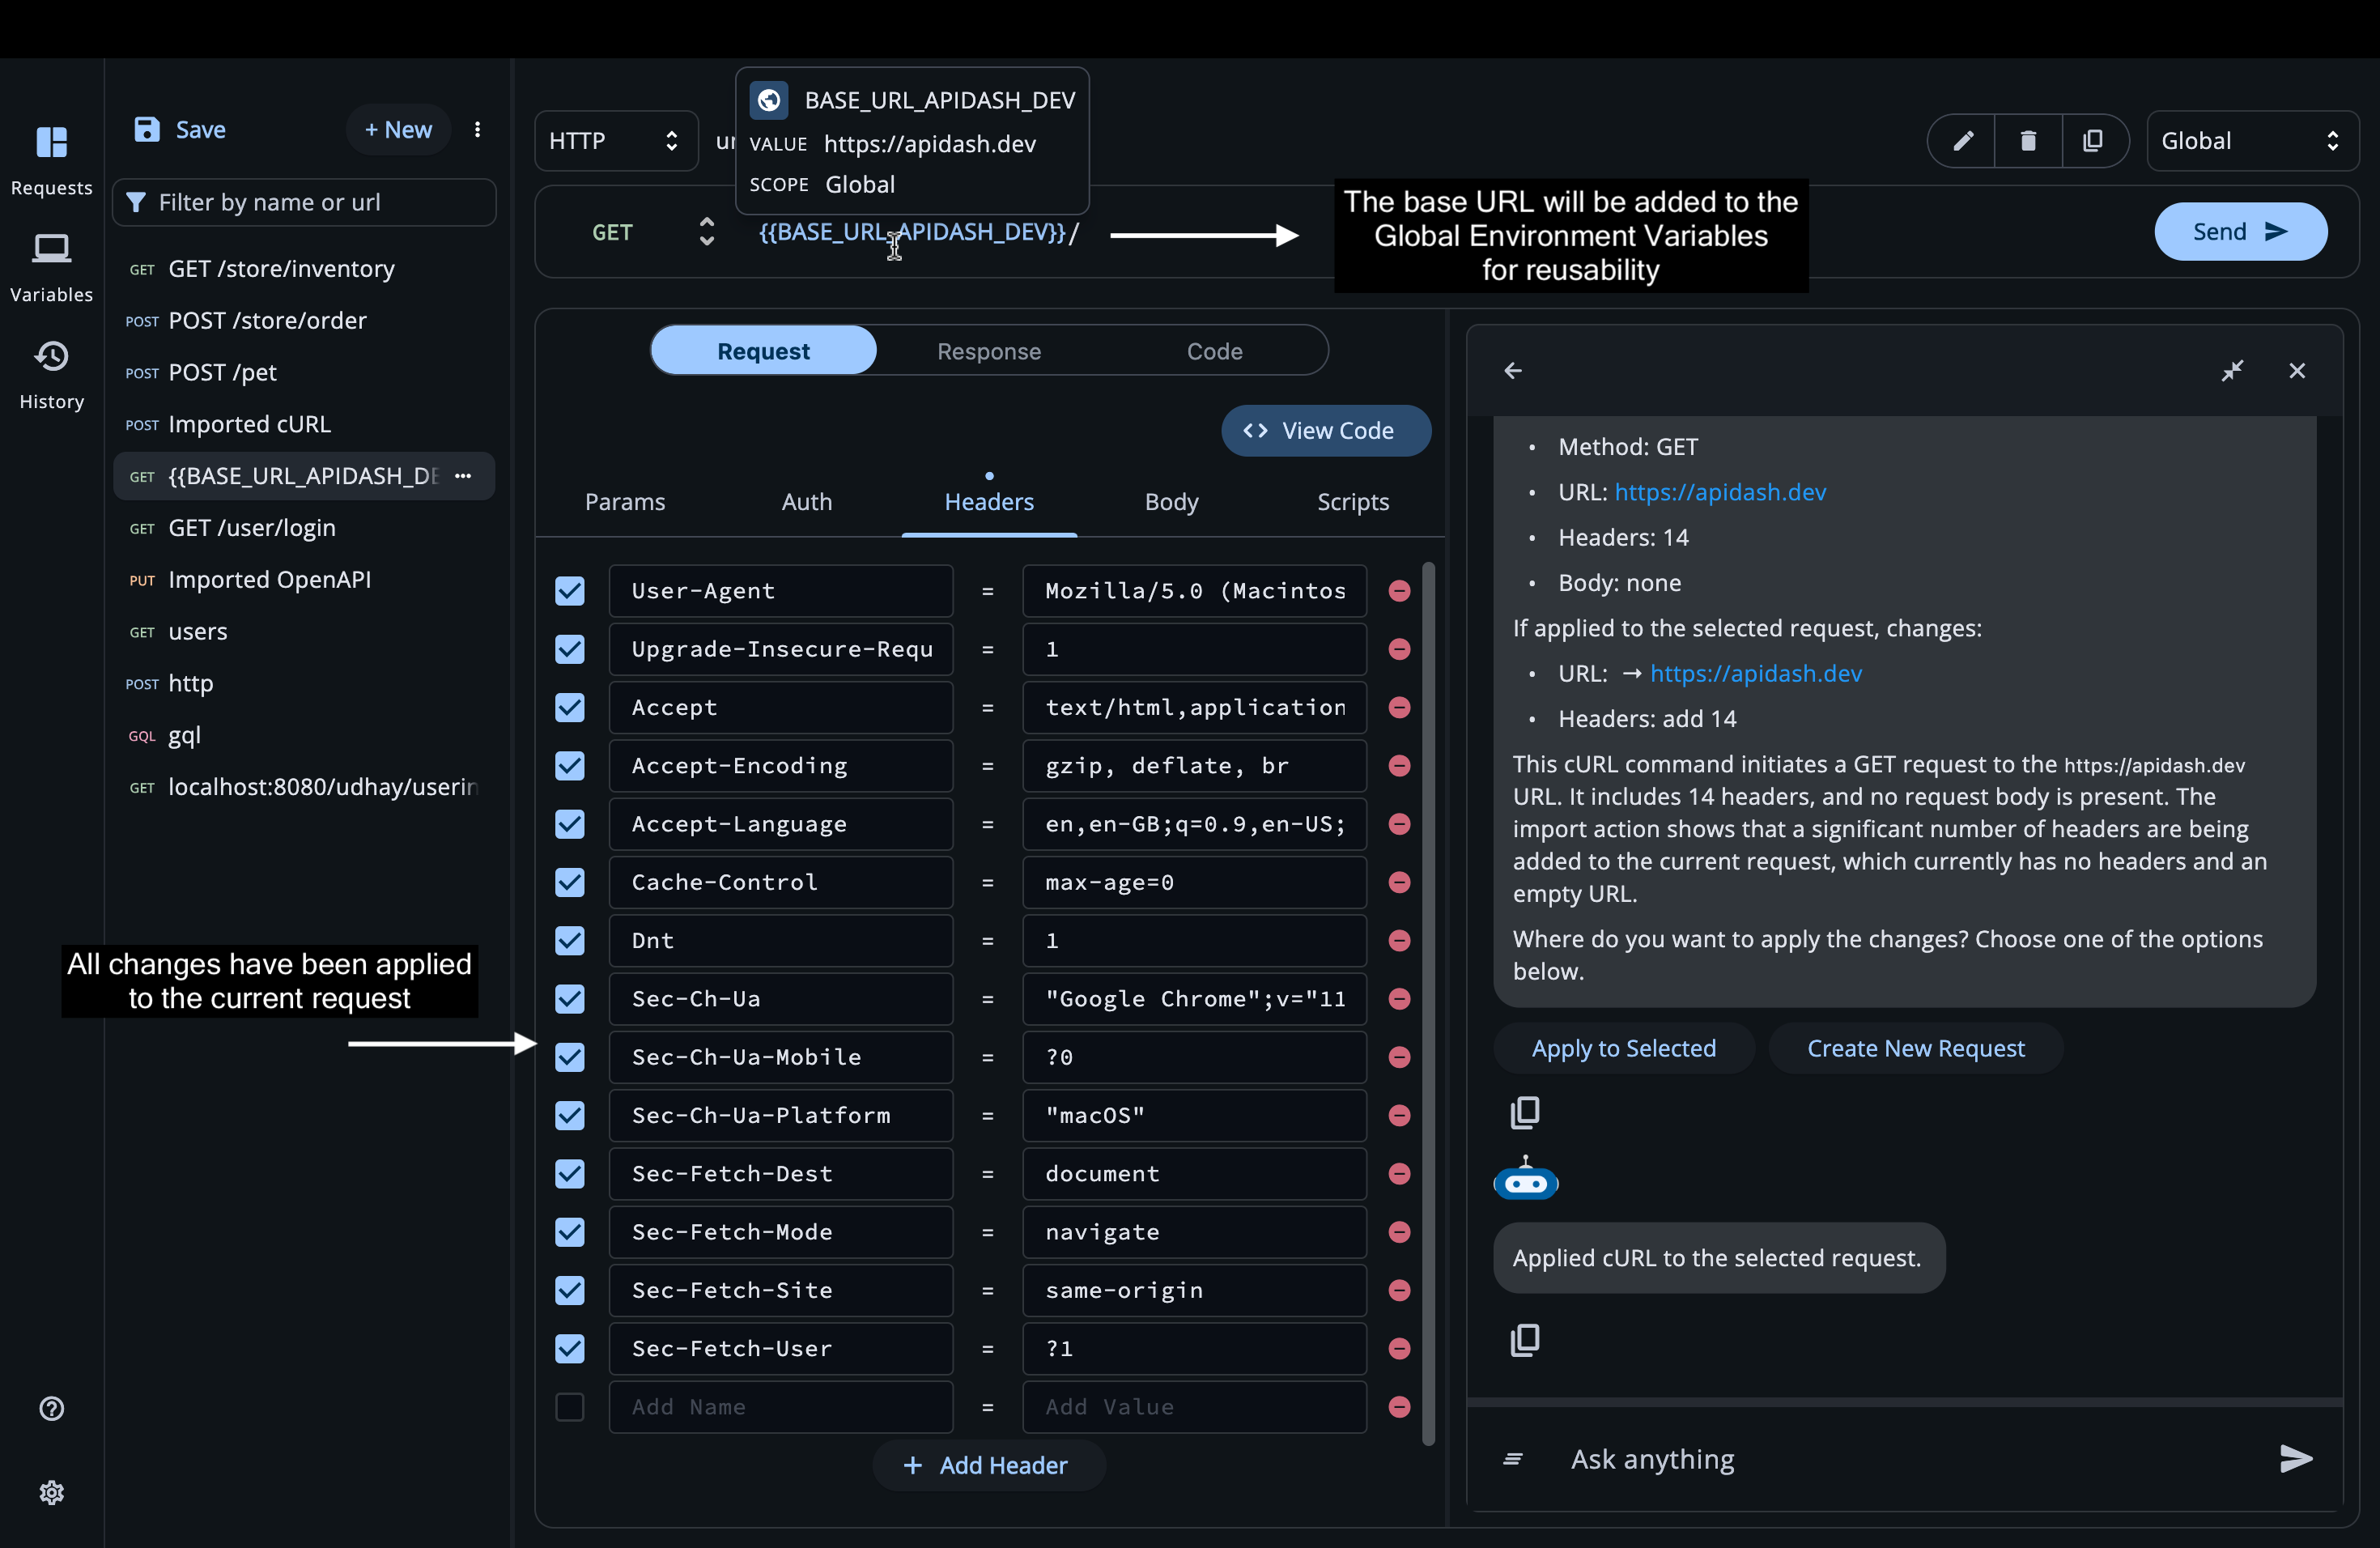 Requests
Variables
History
Save
+ New
Filter by name or url
GET GET /store/inventory
POST POST /store/order
POST POST /pet
POST Imported cURL
GET {{BASE_URL_APIDASH_DE
GET GET /user/login
PUT Imported OpenAPI
GET users
POST http
GQL gql
GET localhost:8080/udhay/userin
All changes have been applied
to the current request
HTTP
BASE_URL_APIDASH_DEV
VALUE https://apidash.dev
SCOPE Global
Global
GET {{BASE_URL_APIDASH_DEV}}/
The base URL will be added to the
Global Environment Variables
for reusability
Send
Request Response Code
View Code
Params Auth Headers Body Scripts
User-Agent = Mozilla/5.0 (Macintos
Upgrade-Insecure-Requ = 1
Accept = text/html,application
Accept-Encoding = gzip, deflate, br
Accept-Language = en,en-GB;q=0.9,en-US;
Cache-Control = max-age=0
Dnt = 1
Sec-Ch-Ua = "Google Chrome";v="11
Sec-Ch-Ua-Mobile = ?0
Sec-Ch-Ua-Platform = "macOS"
Sec-Fetch-Dest = document
Sec-Fetch-Mode = navigate
Sec-Fetch-Site = same-origin
Sec-Fetch-User = ?1
Add Name = Add Value
+ Add Header
• Method: GET
• URL: https://apidash.dev
• Headers: 14
• Body: none
If applied to the selected request, changes:
• URL: → https://apidash.dev
• Headers: add 14
This cURL command initiates a GET request to the https://apidash.dev
URL. It includes 14 headers, and no request body is present. The
import action shows that a significant number of headers are being
added to the current request, which currently has no headers and an
empty URL.
Where do you want to apply the changes? Choose one of the options
below.
Apply to Selected Create New Request
Applied cURL to the selected request.
Ask anything